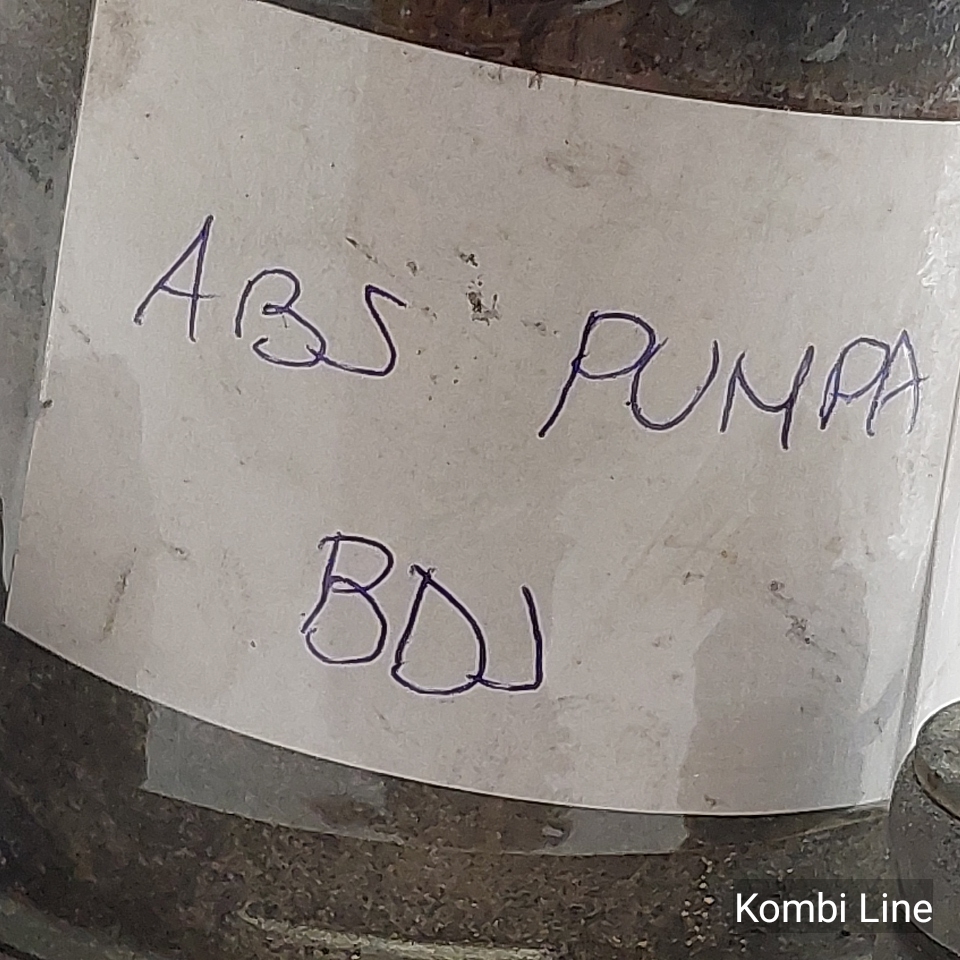 ABS PUMPA
BDJ
Kombi Line